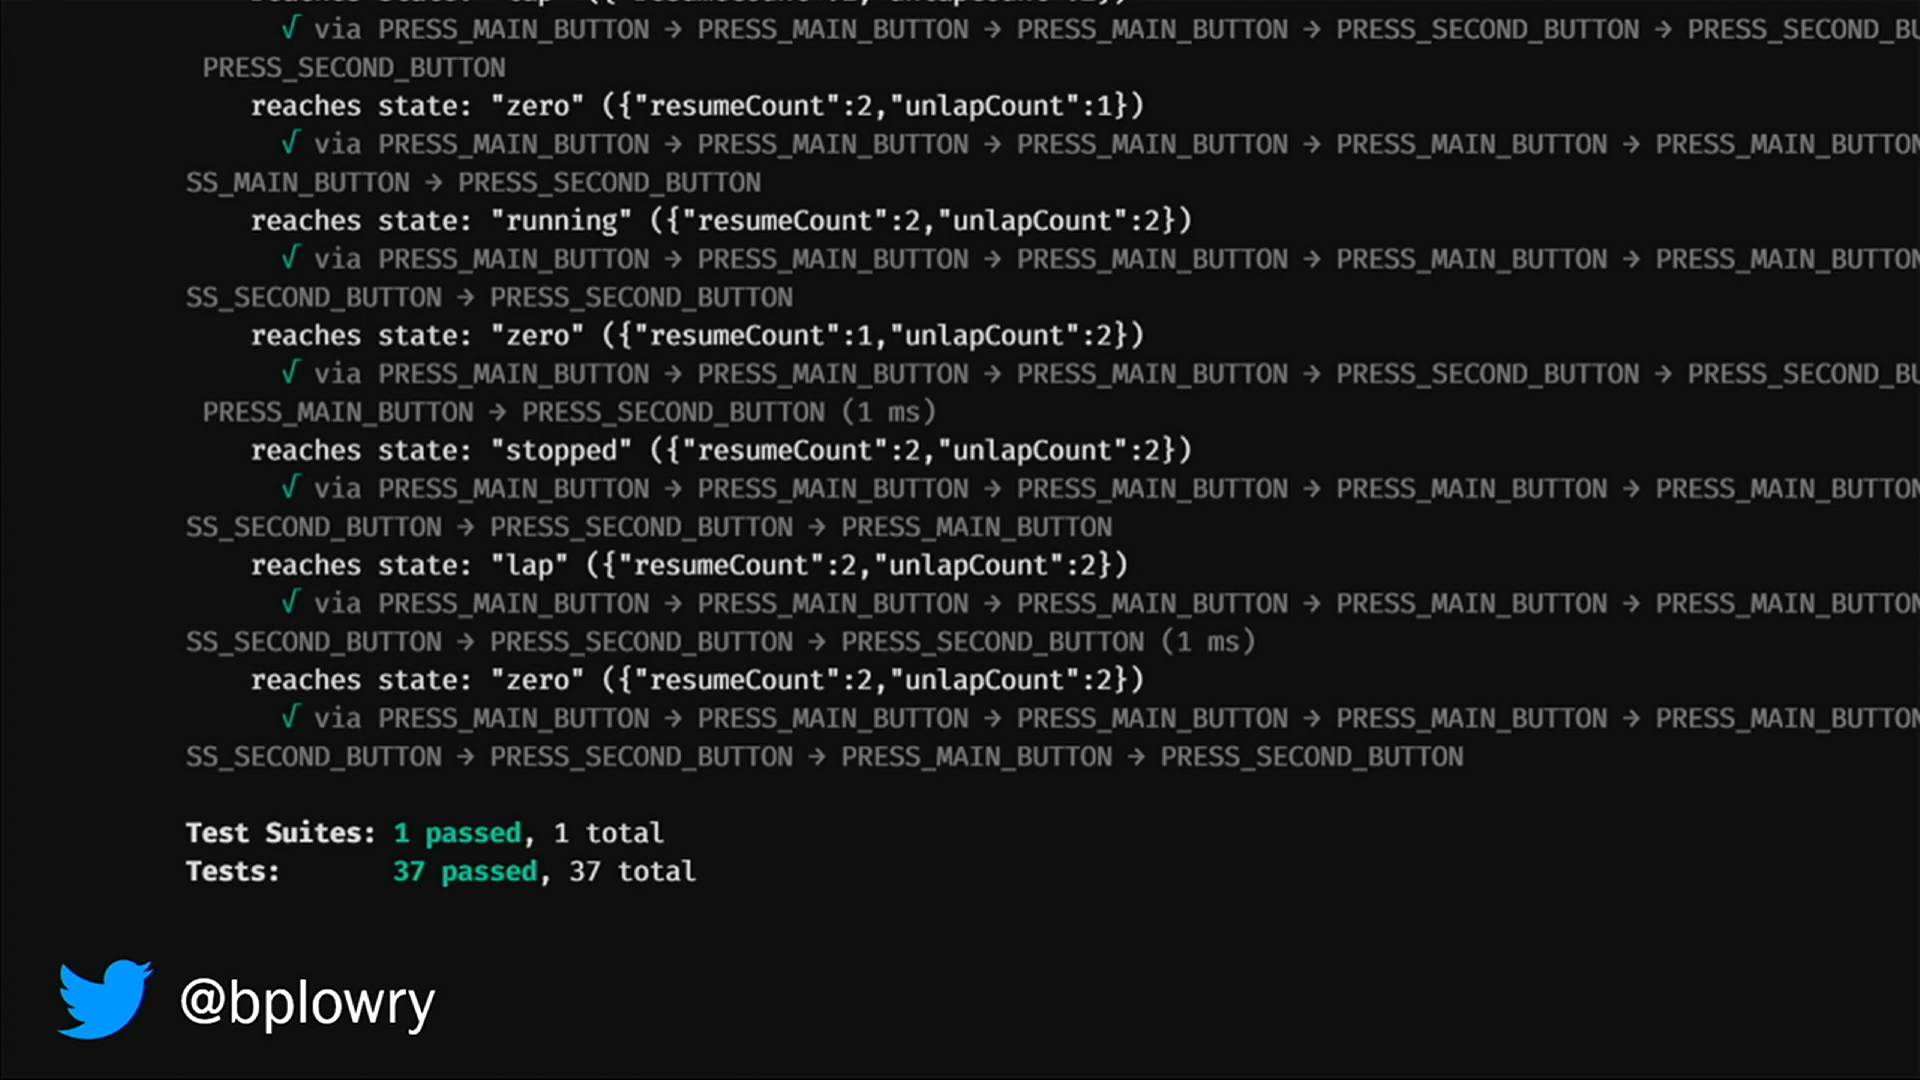 √ via PRESS_MAIN_BUTTON → PRESS_MAIN_BUTTON → PRESS_MAIN_BUTTON → PRESS_SECOND_BUTTON → PRESS_SECOND_BU
PRESS_SECOND_BUTTON
reaches state: "zero" ({"resumeCount":2,"unlapCount":1})
√ via PRESS_MAIN_BUTTON → PRESS_MAIN_BUTTON → PRESS_MAIN_BUTTON → PRESS_MAIN_BUTTON → PRESS_MAIN_BUTTON
SS_MAIN_BUTTON → PRESS_SECOND_BUTTON
reaches state: "running" ({"resumeCount":2,"unlapCount":2})
√ via PRESS_MAIN_BUTTON → PRESS_MAIN_BUTTON → PRESS_MAIN_BUTTON → PRESS_MAIN_BUTTON → PRESS_MAIN_BUTTON
SS_SECOND_BUTTON → PRESS_SECOND_BUTTON
reaches state: "zero" ({"resumeCount":1,"unlapCount":2})
√ via PRESS_MAIN_BUTTON → PRESS_MAIN_BUTTON → PRESS_MAIN_BUTTON → PRESS_SECOND_BUTTON → PRESS_SECOND_BU
PRESS_MAIN_BUTTON → PRESS_SECOND_BUTTON (1 ms)
reaches state: "stopped" ({"resumeCount":2,"unlapCount":2})
√ via PRESS_MAIN_BUTTON → PRESS_MAIN_BUTTON → PRESS_MAIN_BUTTON → PRESS_MAIN_BUTTON → PRESS_MAIN_BUTTON
SS_SECOND_BUTTON → PRESS_SECOND_BUTTON → PRESS_MAIN_BUTTON
reaches state: "lap" ({"resumeCount":2,"unlapCount":2})
√ via PRESS_MAIN_BUTTON → PRESS_MAIN_BUTTON → PRESS_MAIN_BUTTON → PRESS_MAIN_BUTTON → PRESS_MAIN_BUTTON
SS_SECOND_BUTTON → PRESS_SECOND_BUTTON → PRESS_SECOND_BUTTON (1 ms)
reaches state: "zero" ({"resumeCount":2,"unlapCount":2})
√ via PRESS_MAIN_BUTTON → PRESS_MAIN_BUTTON → PRESS_MAIN_BUTTON → PRESS_MAIN_BUTTON → PRESS_MAIN_BUTTON
SS_SECOND_BUTTON → PRESS_SECOND_BUTTON → PRESS_MAIN_BUTTON → PRESS_SECOND_BUTTON
Test Suites: 1 passed, 1 total
Tests: 37 passed, 37 total
@bplowry